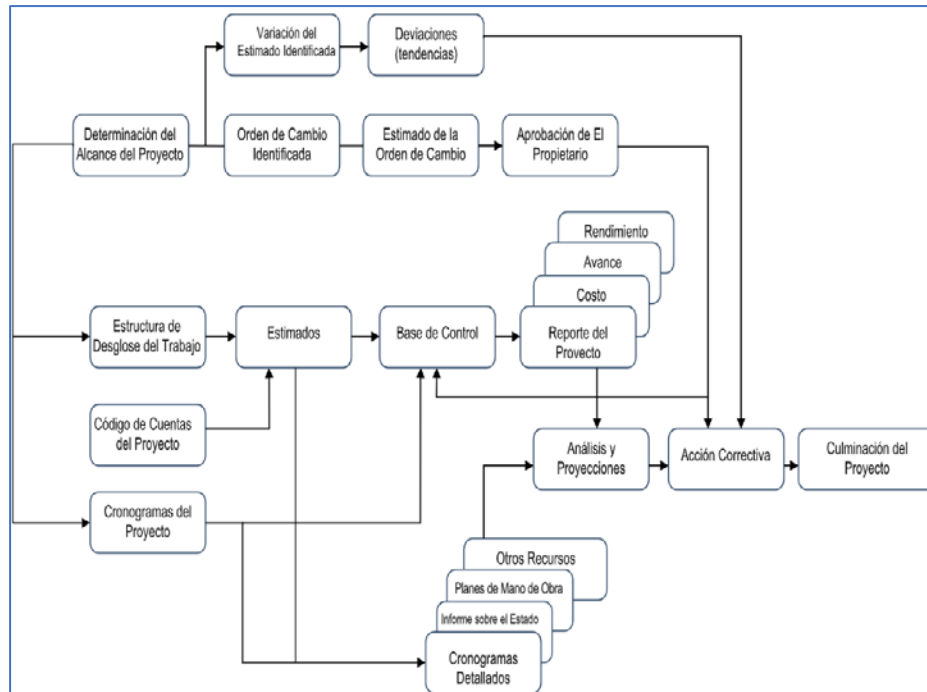 Variación del
Estimado Identificada
Deviaciones
(tendencias)
Determinación del
Alcance del Proyecto
Orden de Cambio
Identificada
Estimado de la
Orden de Cambio
Aprobación de El
Propietario
Rendimiento
Avance
Costo
Reporte del
Provecto
Estructura de
Desglose del Trabajo
Estimados
Base de Control
Código de Cuentas
del Proyecto
Análisis y
Proyecciones
Acción Correctiva
Culminación del
Proyecto
Cronogramas del
Proyecto
Otros Recursos
Planes de Mano de Obra
Informe sobre el Estado
Cronogramas
Detallados